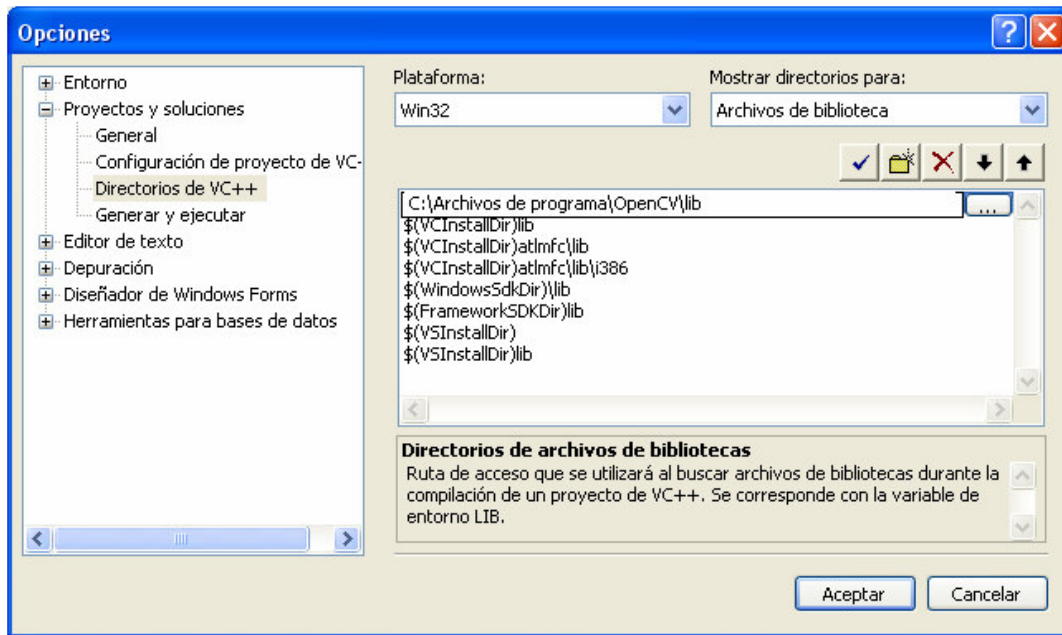 Opciones
Entorno
Proyectos y soluciones
General
Configuración de proyecto de VC-
Directorios de VC++
Generar y ejecutar
Editor de texto
Depuración
Diseñador de Windows Forms
Herramientas para bases de datos
Plataforma:
Win32
Mostrar directorios para:
Archivos de biblioteca
C:\Archivos de programa\OpenCV\lib
...
$(VCInstallDir)lib
$(VCInstallDir)atlmfc\lib
$(VCInstallDir)atlmfc\lib\i386
$(WindowsSdkDir)\lib
$(FrameworkSDKDir)lib
$(VSInstallDir)
$(VSInstallDir)lib
Directorios de archivos de bibliotecas
Ruta de acceso que se utilizará al buscar archivos de bibliotecas durante la
compilación de un proyecto de VC++. Se corresponde con la variable de
entorno LIB.
Aceptar
Cancelar